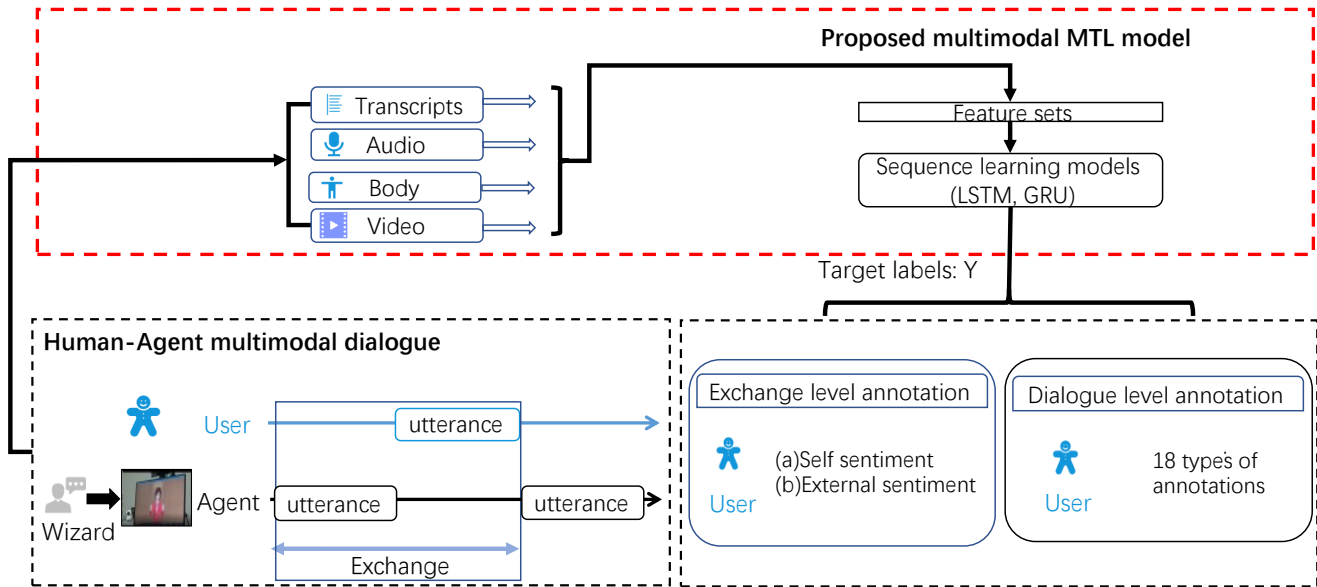 Proposed multimodal MTL model
Transcripts
Audio
Body
Video
Feature sets
Sequence learning models
(LSTM, GRU)
Target labels: Y
Human-Agent multimodal dialogue
User
utterance
Wizard
Agent
utterance
utterance
Exchange
Exchange level annotation
User
(a)Self sentiment
(b)External sentiment
Dialogue level annotation
User
18 type's of
annotations